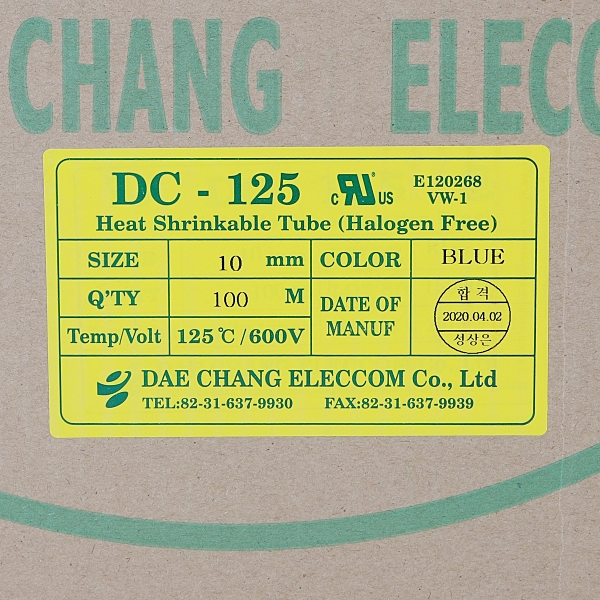 CHANG ELECC
DC - 125 c RU US E120268
VW-1
Heat Shrinkable Tube (Halogen Free)
SIZE 10 mm COLOR BLUE
Q'TY 100 M DATE OF MANUF 합격
2020.04.02
성상은
Temp/Volt 125℃/600V
DAE CHANG ELECCOM Co., Ltd
TEL:82-31-637-9930 FAX:82-31-637-9939